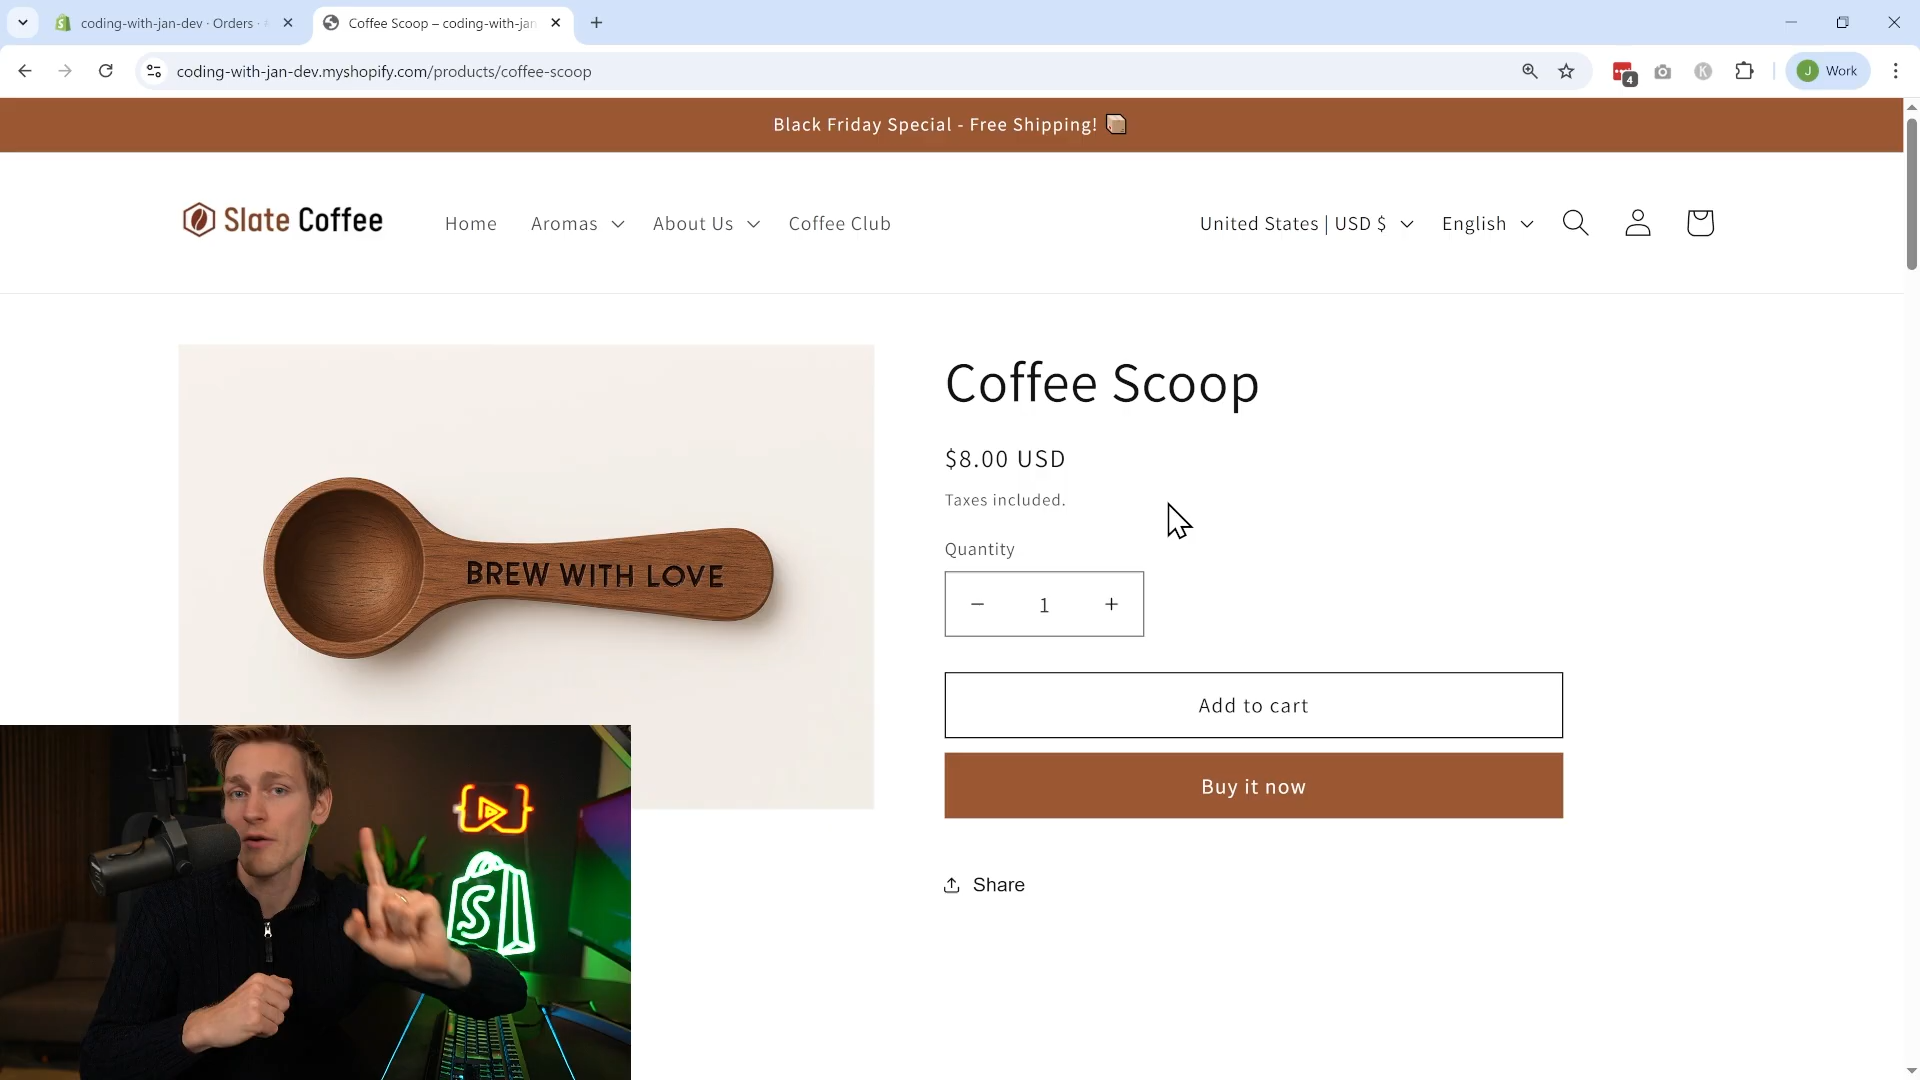 coding-with-jan-dev · Orders ·
Coffee Scoop – coding-with-jan
coding-with-jan-dev.myshopify.com/products/coffee-scoop
4
K
J
Work
Black Friday Special - Free Shipping!
Slate Coffee
Home
Aromas
About Us
Coffee Club
United States | USD $
English
Coffee Scoop
$8.00 USD
Taxes included.
BREW WITH LOVE
Quantity
1
Add to cart
Buy it now
Share
S